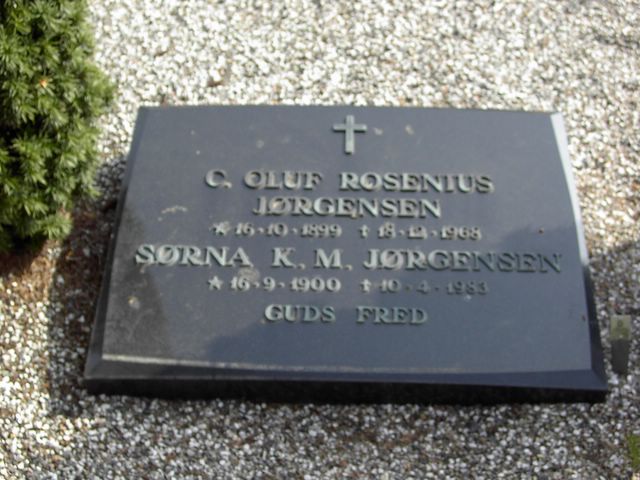 C. OLUF ROSENIUS
JØRGENSEN
★ 16·10·1899 † 18·12·1968
SØRNA K. M. JØRGENSEN
★ 16·9·1900 † 10·4·1983
GUDS FRED